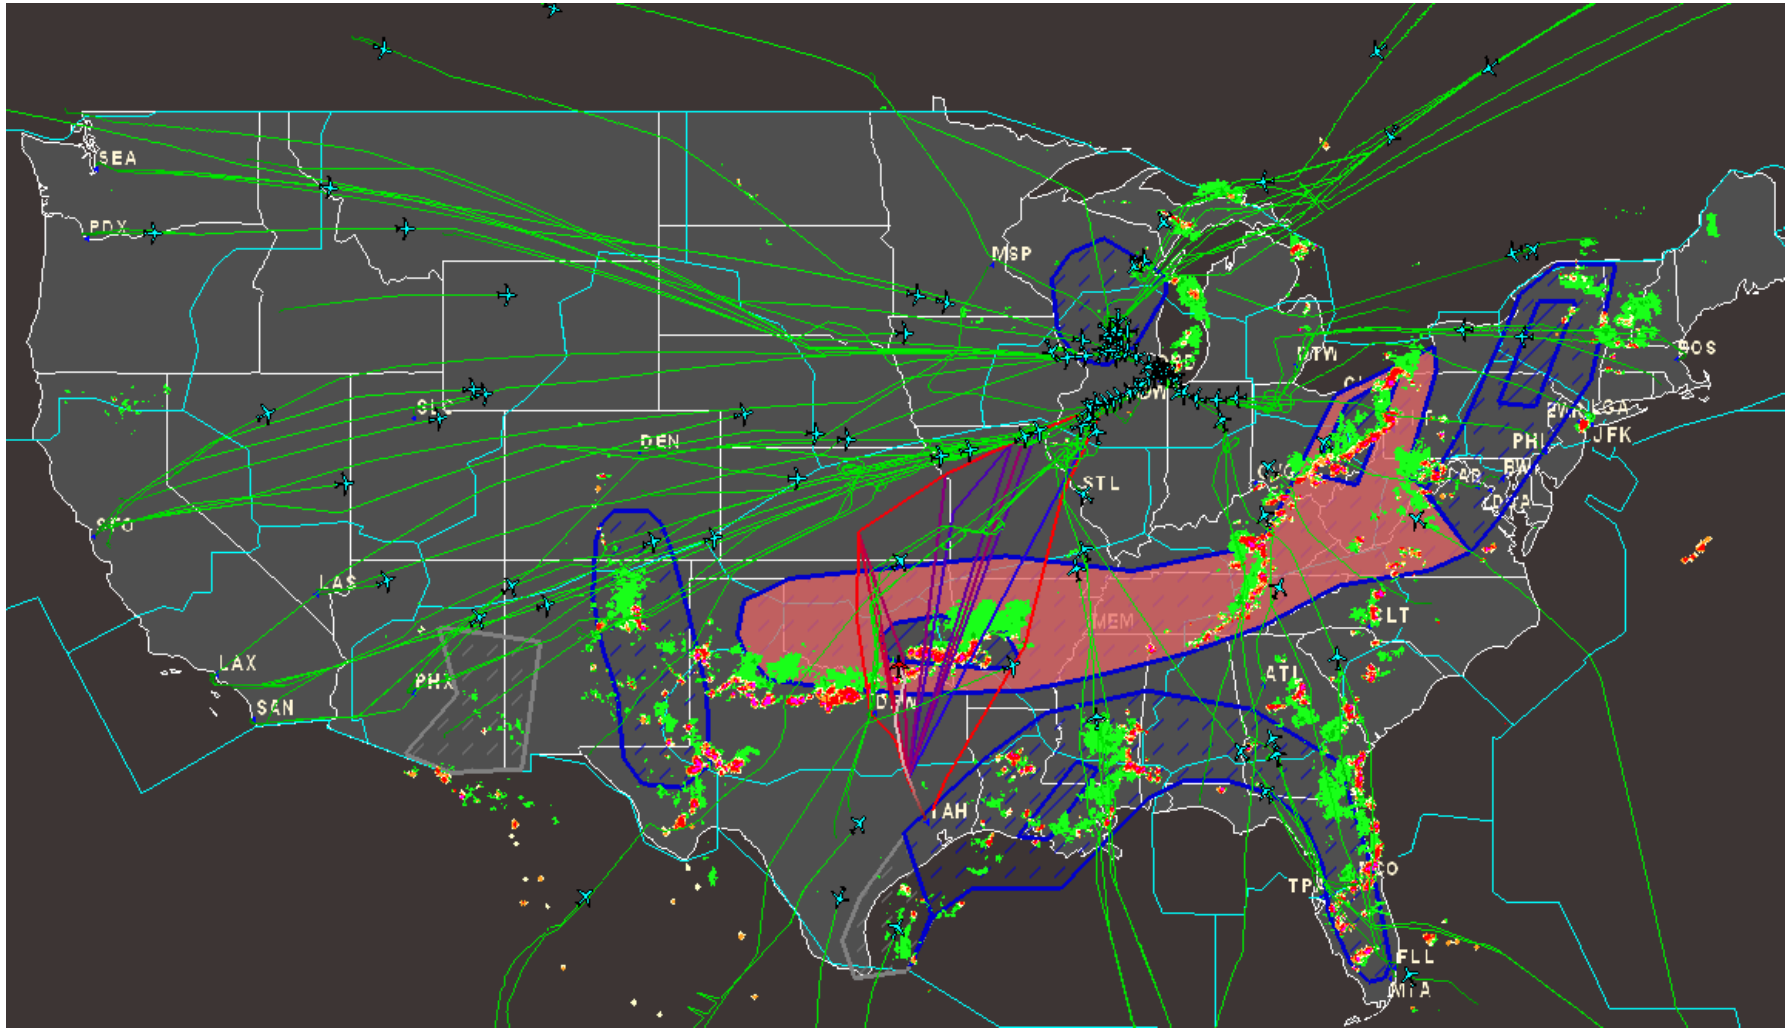 SEA
PDX
MSP
DTW
BOS
SLC
DEN
LGA
JFK
PHL
STL
SFO
LAS
MEM
CLT
LAX
PHX
SAN
ATL
IAH
TPA
FLL
MIA